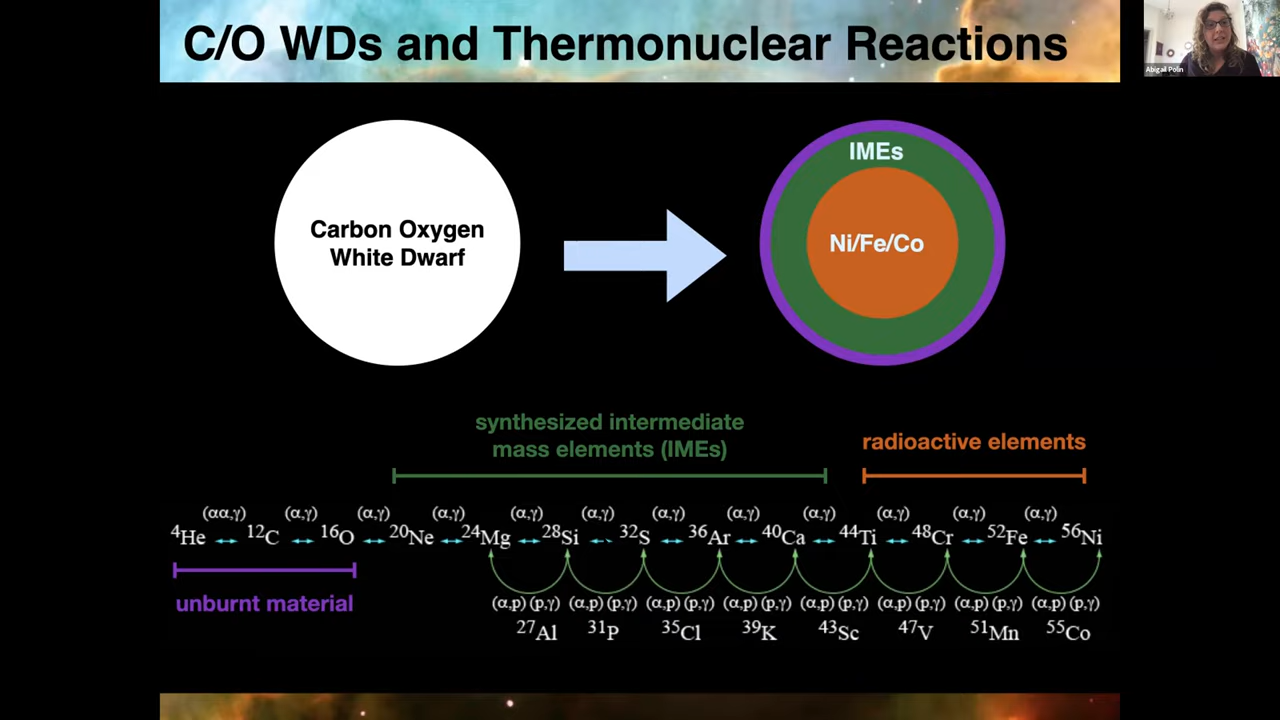 C/O WDs and Thermonuclear Reactions
Abigail Polin
Carbon Oxygen
White Dwarf
IMEs
Ni/Fe/Co
synthesized intermediate
mass elements (IMEs)
radioactive elements
(αα,γ) (α,γ) (α,γ) (α,γ) (α,γ) (α,γ) (α,γ) (α,γ) (α,γ) (α,γ) (α,γ) (α,γ)
⁴He ↔ ¹²C ↔ ¹⁶O ↔ ²⁰Ne ↔ ²⁴Mg ↔ ²⁸Si ↔ ³²S ↔ ³⁶Ar ↔ ⁴⁰Ca ↔ ⁴⁴Ti ↔ ⁴⁸Cr ↔ ⁵²Fe ↔ ⁵⁶Ni
unburnt material
(α,p) (p,γ) (α,p) (p,γ) (α,p) (p,γ) (α,p) (p,γ) (α,p) (p,γ) (α,p) (p,γ) (α,p) (p,γ) (α,p) (p,γ)
²⁷Al ³¹P ³⁵Cl ³⁹K ⁴³Sc ⁴⁷V ⁵¹Mn ⁵⁵Co